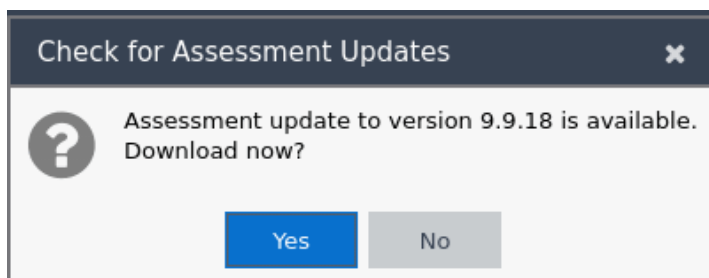 Check for Assessment Updates
Assessment update to version 9.9.18 is available.
Download now?
Yes No